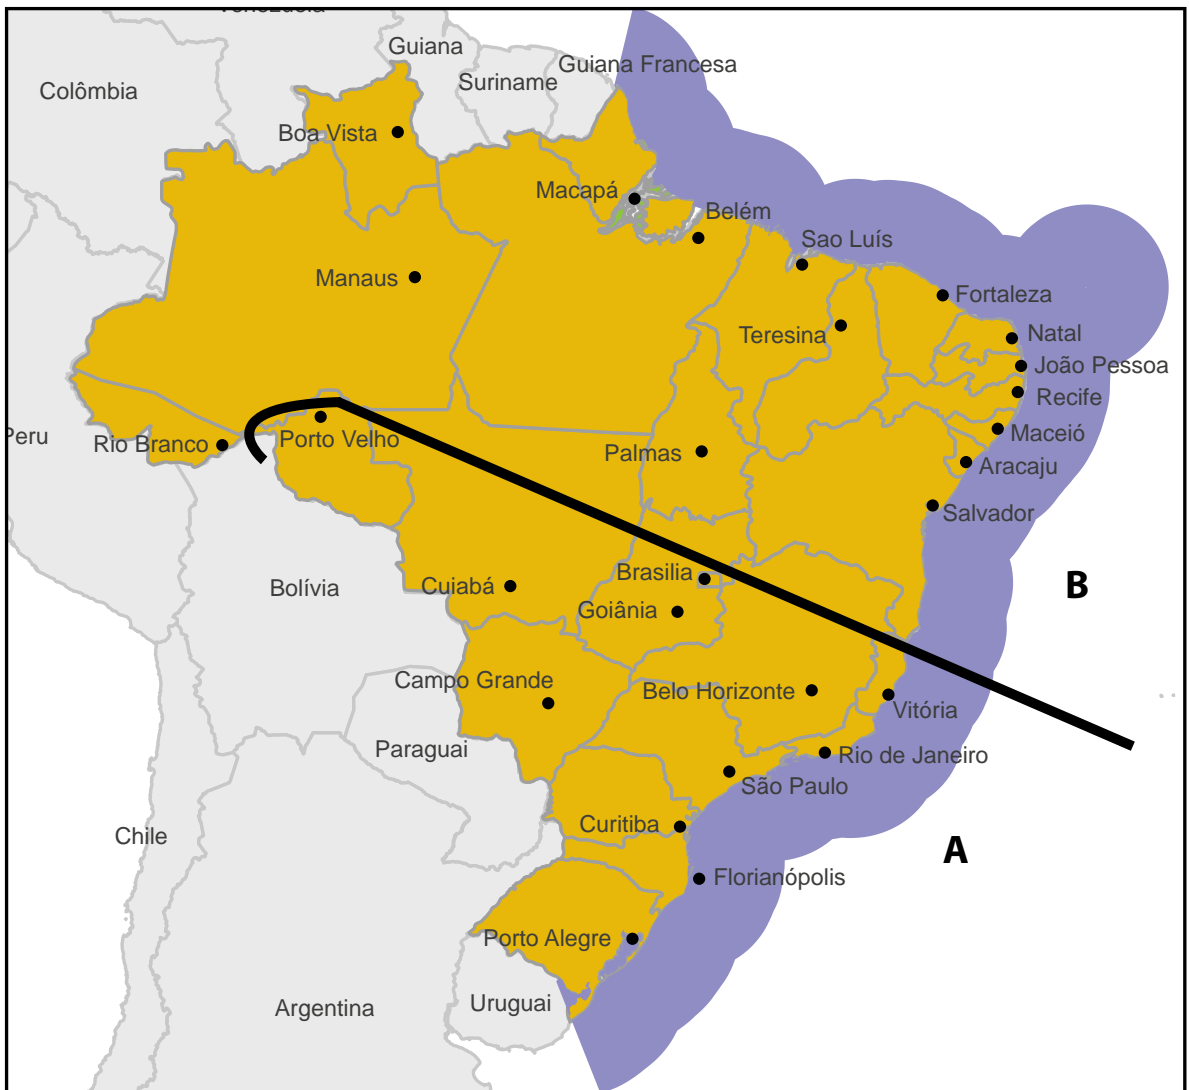 Venezuela
Guiana
Guiana Francesa
Suriname
Colômbia
Boa Vista
Macapá
Belém
Sao Luís
Manaus
Fortaleza
Teresina
Natal
João Pessoa
Recife
Peru
Rio Branco
Porto Velho
Palmas
Maceió
Aracaju
Salvador
Bolívia
Cuiabá
Brasilia
Goiânia
B
Campo Grande
Belo Horizonte
Vitória
Paraguai
Rio de Janeiro
São Paulo
Chile
Curitiba
A
Florianópolis
Porto Alegre
Argentina
Uruguai